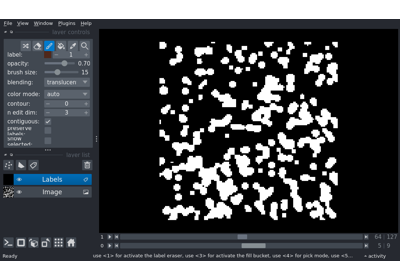 File View Window Plugins Help
layer controls
label: 1
opacity: 0.70
brush size: 15
blending: translucen
color mode: auto
contour: 0
n edit dim: 3
contiguous: ✓
preserve labels:
show selected:
layer list
Labels
Image
0 64 127
1 5 9
Ready use <1> for activate the label eraser, use <3> for activate the fill bucket, use <4> for pick mode, use <5... activity